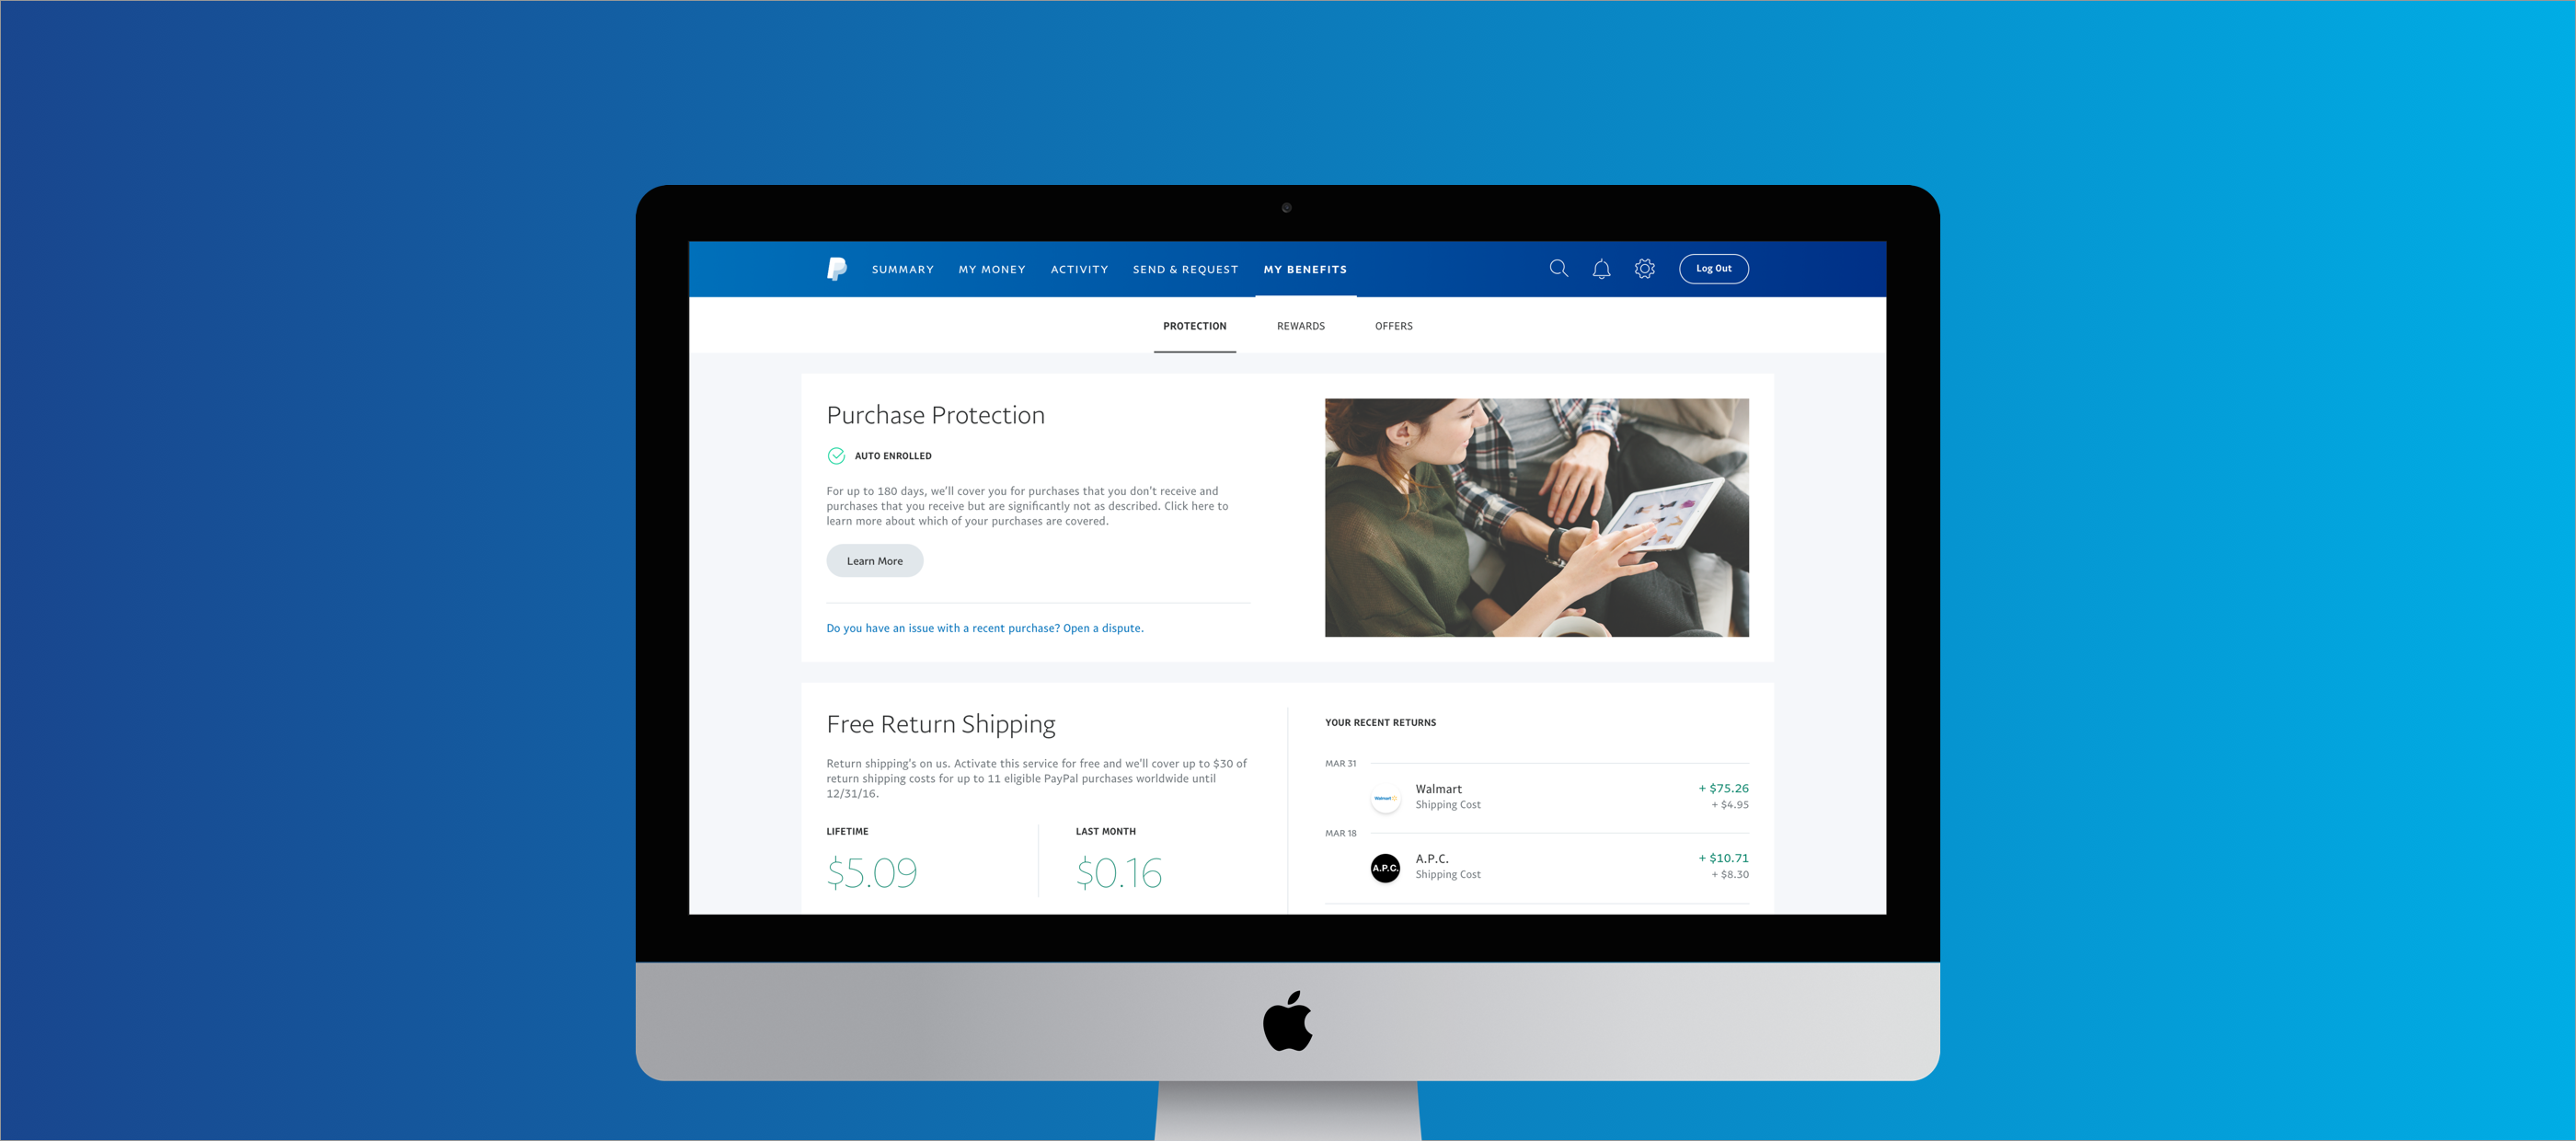 SUMMARY MY MONEY ACTIVITY SEND & REQUEST MY BENEFITS Log Out
PROTECTION REWARDS OFFERS
Purchase Protection
AUTO ENROLLED
For up to 180 days, we'll cover you for purchases that you don't receive and
purchases that you receive but are significantly not as described. Click here to
learn more about which of your purchases are covered.
Learn More
Do you have an issue with a recent purchase? Open a dispute.
Free Return Shipping
Return shipping's on us. Activate this service for free and we'll cover up to $30 of
return shipping costs for up to 11 eligible PayPal purchases worldwide until
12/31/16.
LIFETIME
$5.09
LAST MONTH
$0.16
YOUR RECENT RETURNS
MAR 31
Walmart
Walmart + $75.26
Shipping Cost + $4.95
MAR 18
A.P.C.
A.P.C. + $10.71
Shipping Cost + $8.30